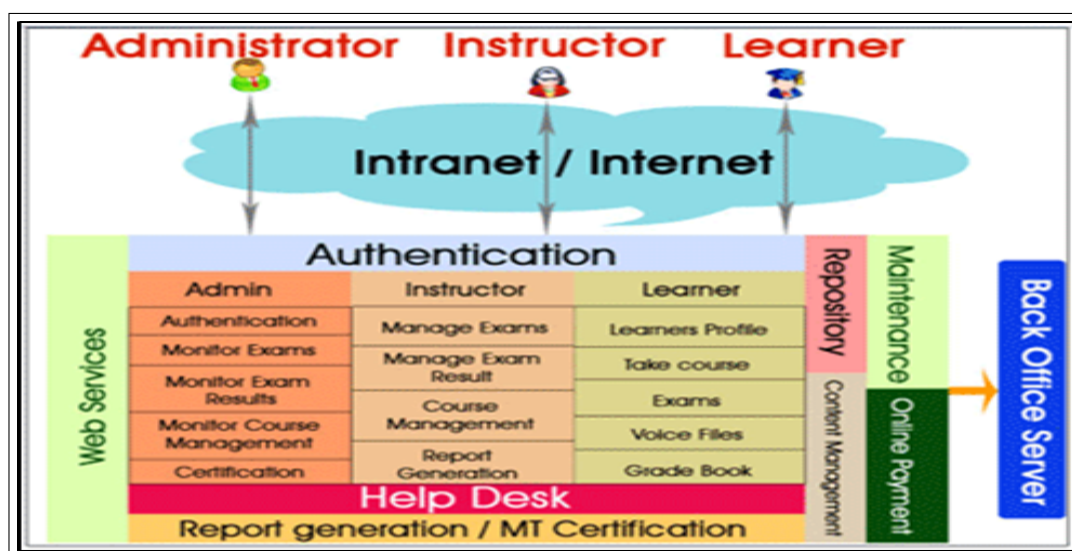 Administrator
Instructor
Learner
Intranet / Internet
Web Services
Authentication
Admin
Authentication
Monitor Exams
Monitor Exam
Results
Monitor Course
Management
Certification
Instructor
Manage Exams
Manage Exam
Result
Course
Management
Report
Generation
Learner
Learners Profile
Take course
Exams
Voice Files
Grade Book
Help Desk
Report generation / MT Certification
Repository
Content Management
Maintenance
Online Payment
Back Office Server